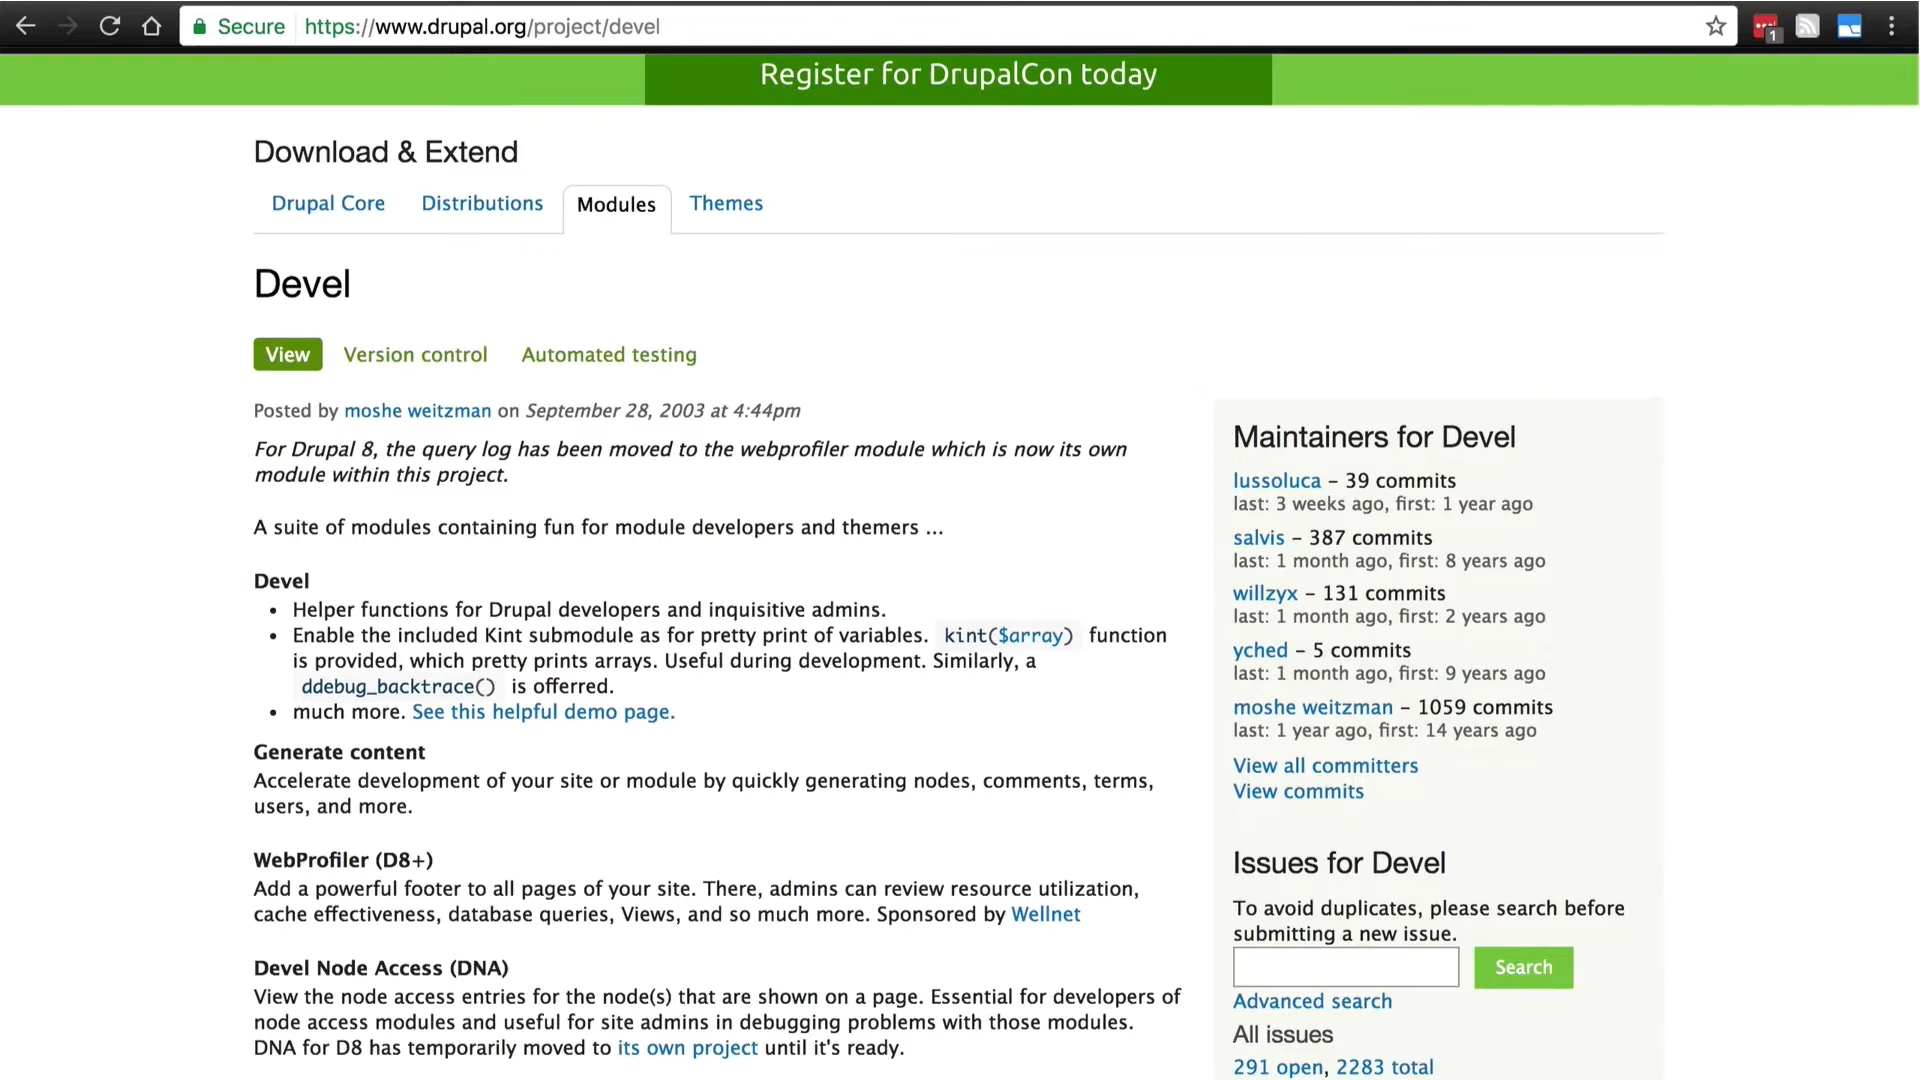 Secure https://www.drupal.org/project/devel
1
Register for DrupalCon today
Download & Extend
Drupal Core Distributions Modules Themes
Devel
View Version control Automated testing
Posted by moshe weitzman on September 28, 2003 at 4:44pm
For Drupal 8, the query log has been moved to the webprofiler module which is now its own
module within this project.
A suite of modules containing fun for module developers and themers ...
Devel
• Helper functions for Drupal developers and inquisitive admins.
• Enable the included Kint submodule as for pretty print of variables. kint($array) function
is provided, which pretty prints arrays. Useful during development. Similarly, a
ddebug_backtrace() is offerred.
• much more. See this helpful demo page.
Generate content
Accelerate development of your site or module by quickly generating nodes, comments, terms,
users, and more.
WebProfiler (D8+)
Add a powerful footer to all pages of your site. There, admins can review resource utilization,
cache effectiveness, database queries, Views, and so much more. Sponsored by Wellnet
Devel Node Access (DNA)
View the node access entries for the node(s) that are shown on a page. Essential for developers of
node access modules and useful for site admins in debugging problems with those modules.
DNA for D8 has temporarily moved to its own project until it's ready.
Maintainers for Devel
lussoluca – 39 commits
last: 3 weeks ago, first: 1 year ago
salvis – 387 commits
last: 1 month ago, first: 8 years ago
willzyx – 131 commits
last: 1 month ago, first: 2 years ago
yched – 5 commits
last: 1 month ago, first: 9 years ago
moshe weitzman – 1059 commits
last: 1 year ago, first: 14 years ago
View all committers
View commits
Issues for Devel
To avoid duplicates, please search before
submitting a new issue.
Search
Advanced search
All issues
291 open, 2283 total